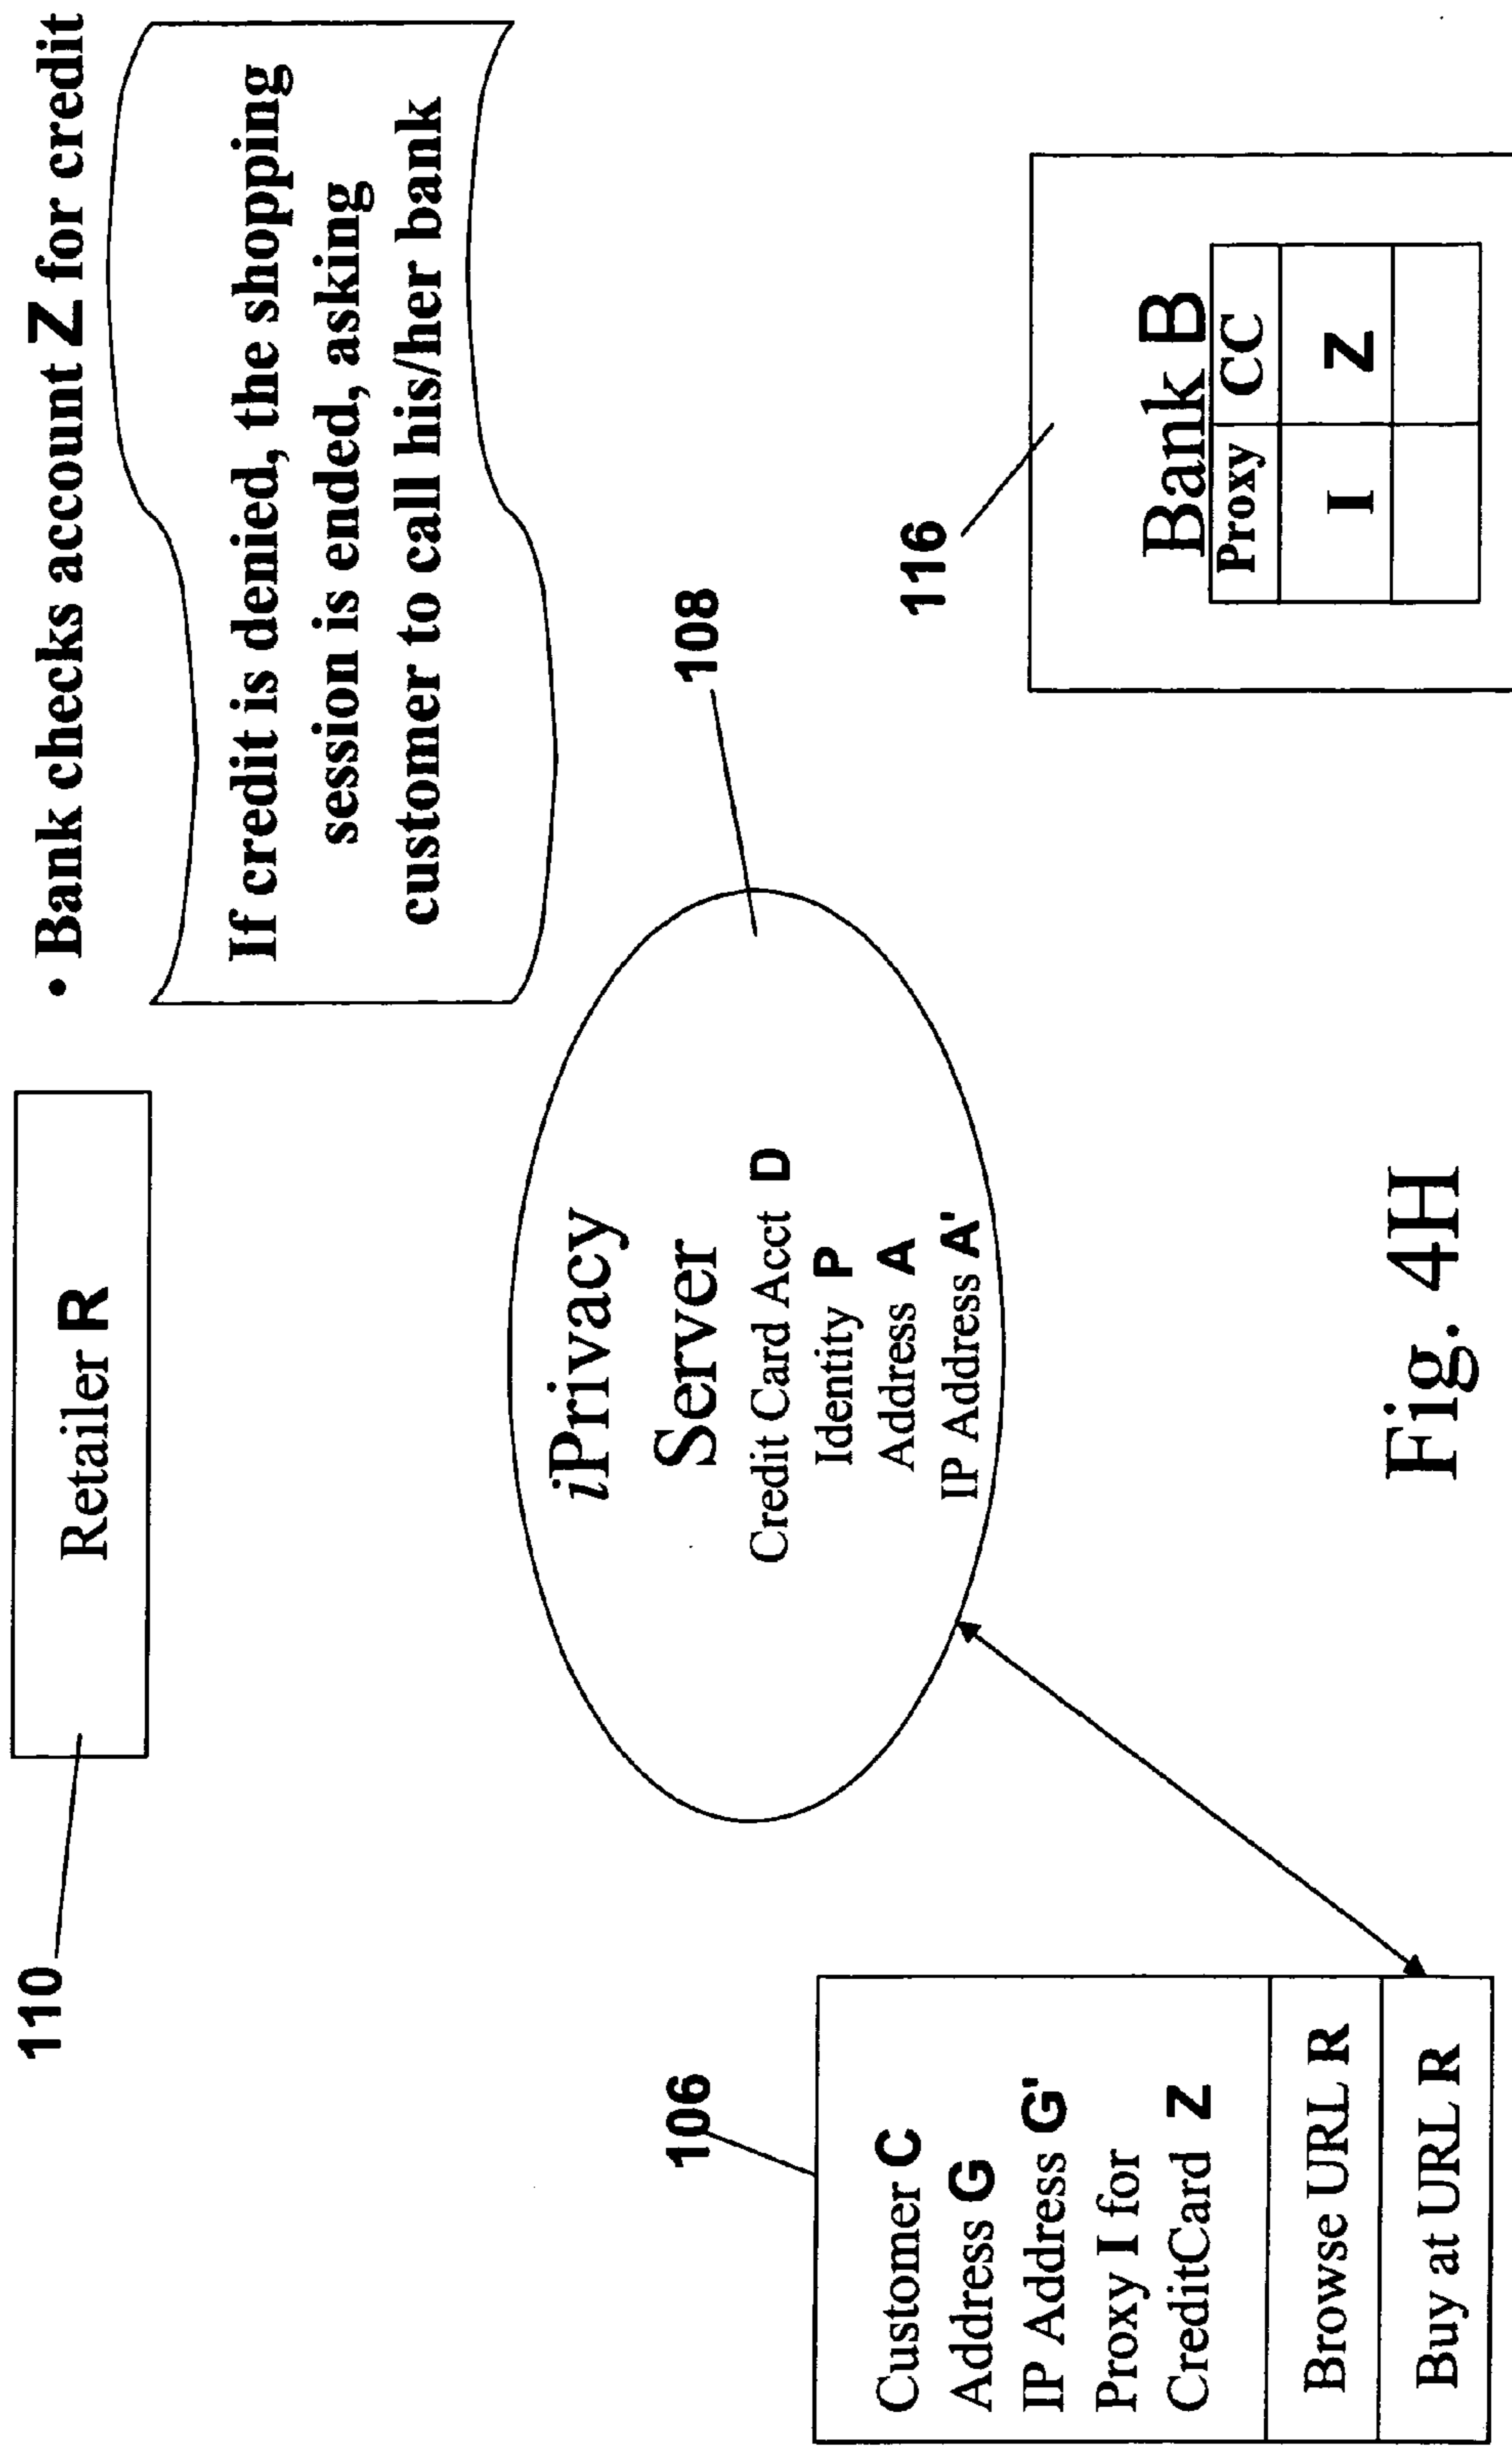 110
Retailer R
• Bank checks account Z for credit
If credit is denied, the shopping
session is ended, asking
customer to call his/her bank
iPrivacy
Server
Credit Card Acct D
Identity P
Address A
IP Address A'
108
106
Customer C
Address G
IP Address G'
Proxy I for
CreditCard Z
Browse URL R
Buy at URL R
116
Bank B
Proxy CC
I Z
Fig. 4H